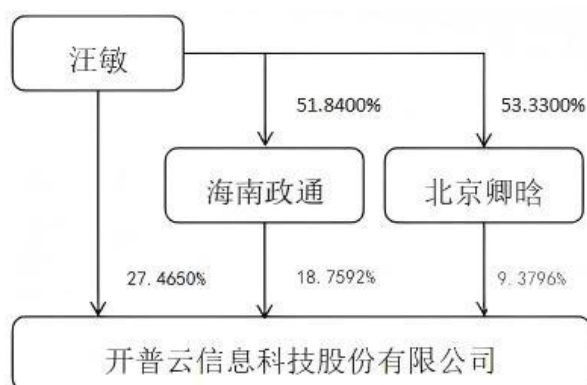 汪敏
51.8400%
53.3300%
海南政通
北京卿晗
27.4650%
18.7592%
9.3796%
开普云信息科技股份有限公司